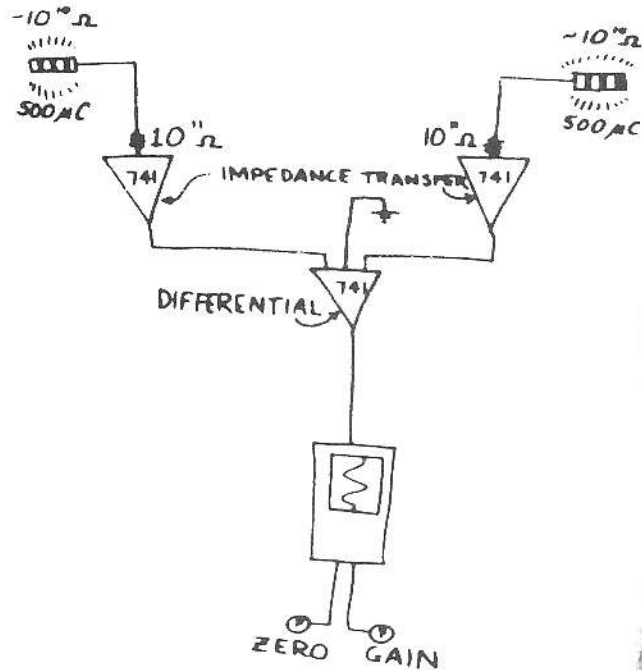 ~10¹⁰Ω
500µC
~10¹⁰Ω
500µC
10¹¹Ω
10¹¹Ω
741
IMPEDANCE TRANSFER
741
741
DIFFERENTIAL
ZERO
GAIN